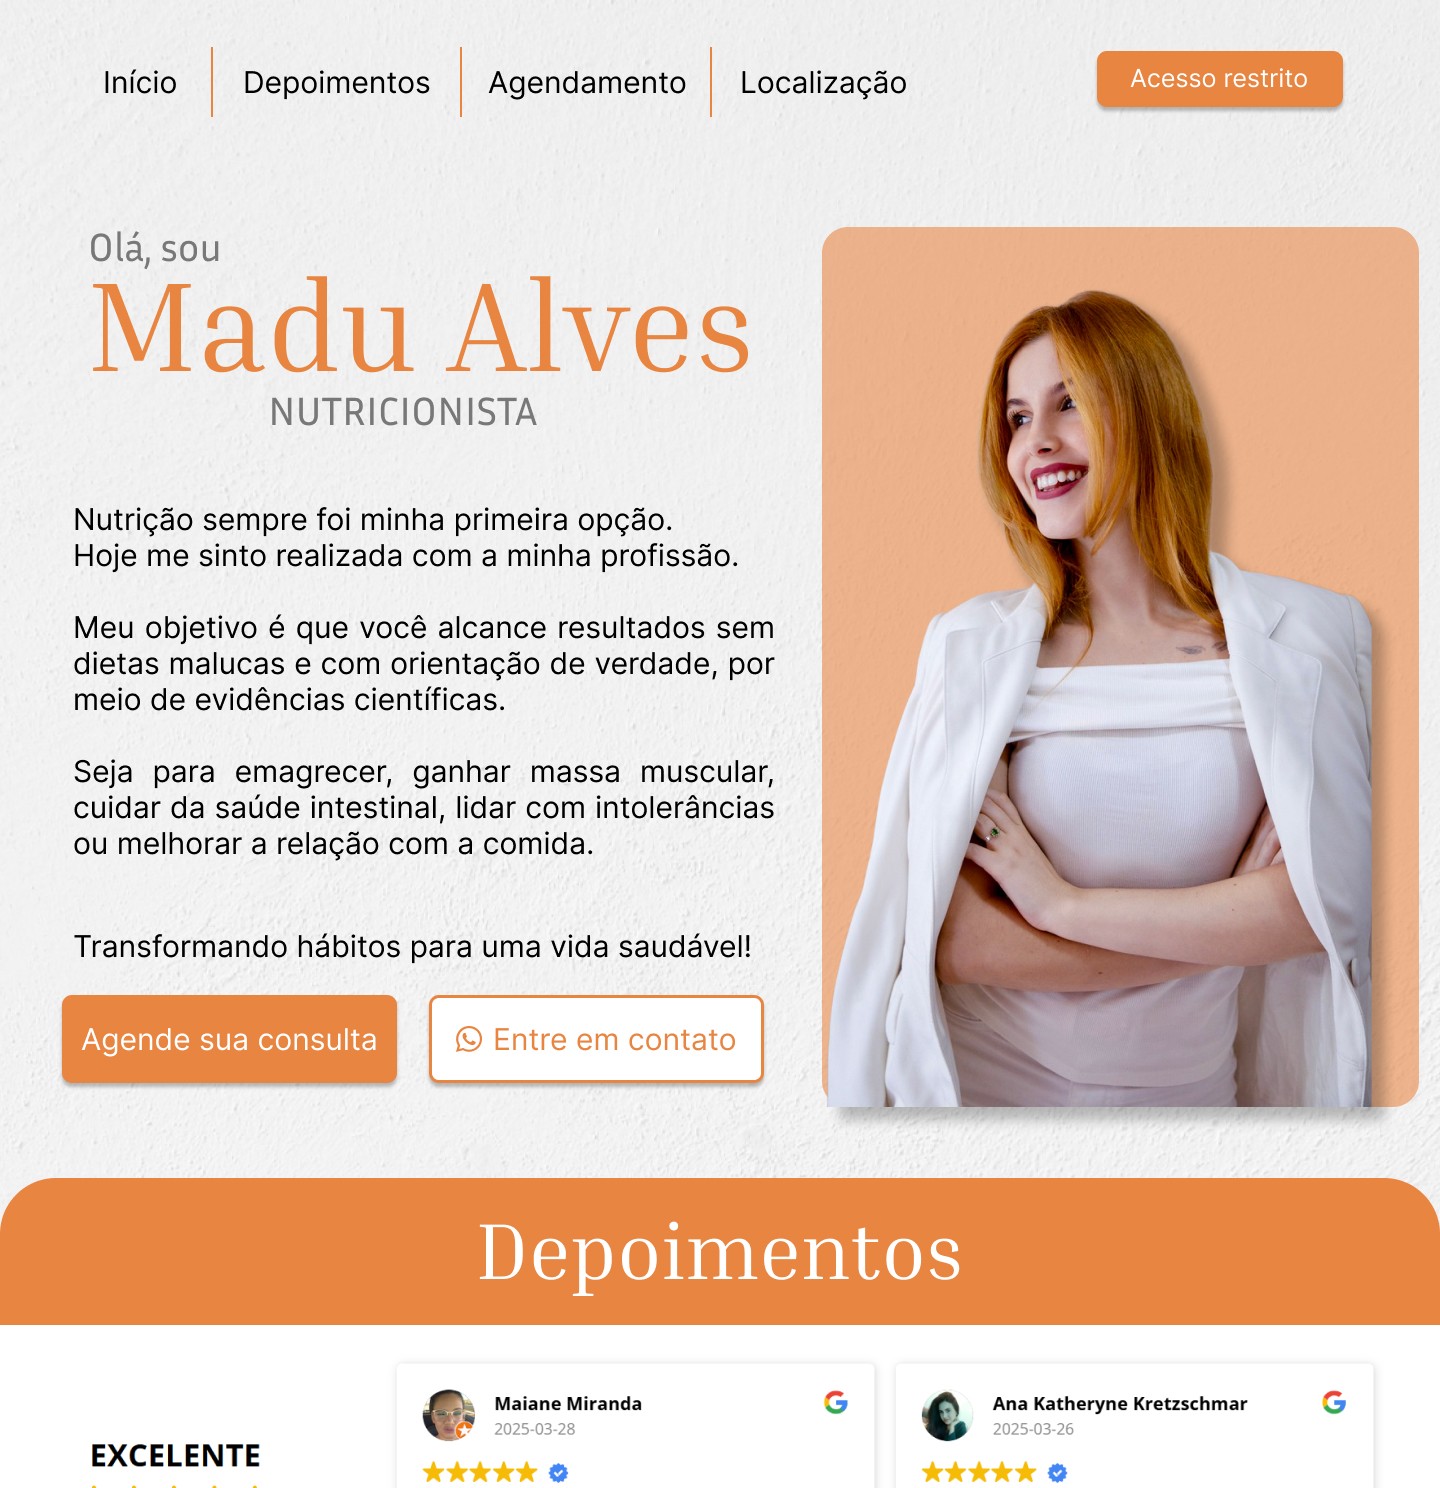 Início
Depoimentos
Agendamento
Localização
Acesso restrito
Olá, sou
Madu Alves
NUTRICIONISTA
Nutrição sempre foi minha primeira opção.
Hoje me sinto realizada com a minha profissão.
Meu objetivo é que você alcance resultados sem
dietas malucas e com orientação de verdade, por
meio de evidências científicas.
Seja para emagrecer, ganhar massa muscular,
cuidar da saúde intestinal, lidar com intolerâncias
ou melhorar a relação com a comida.
Transformando hábitos para uma vida saudável!
Agende sua consulta
Entre em contato
Depoimentos
EXCELENTE
Maiane Miranda
2025-03-28
Ana Katheryne Kretzschmar
2025-03-26